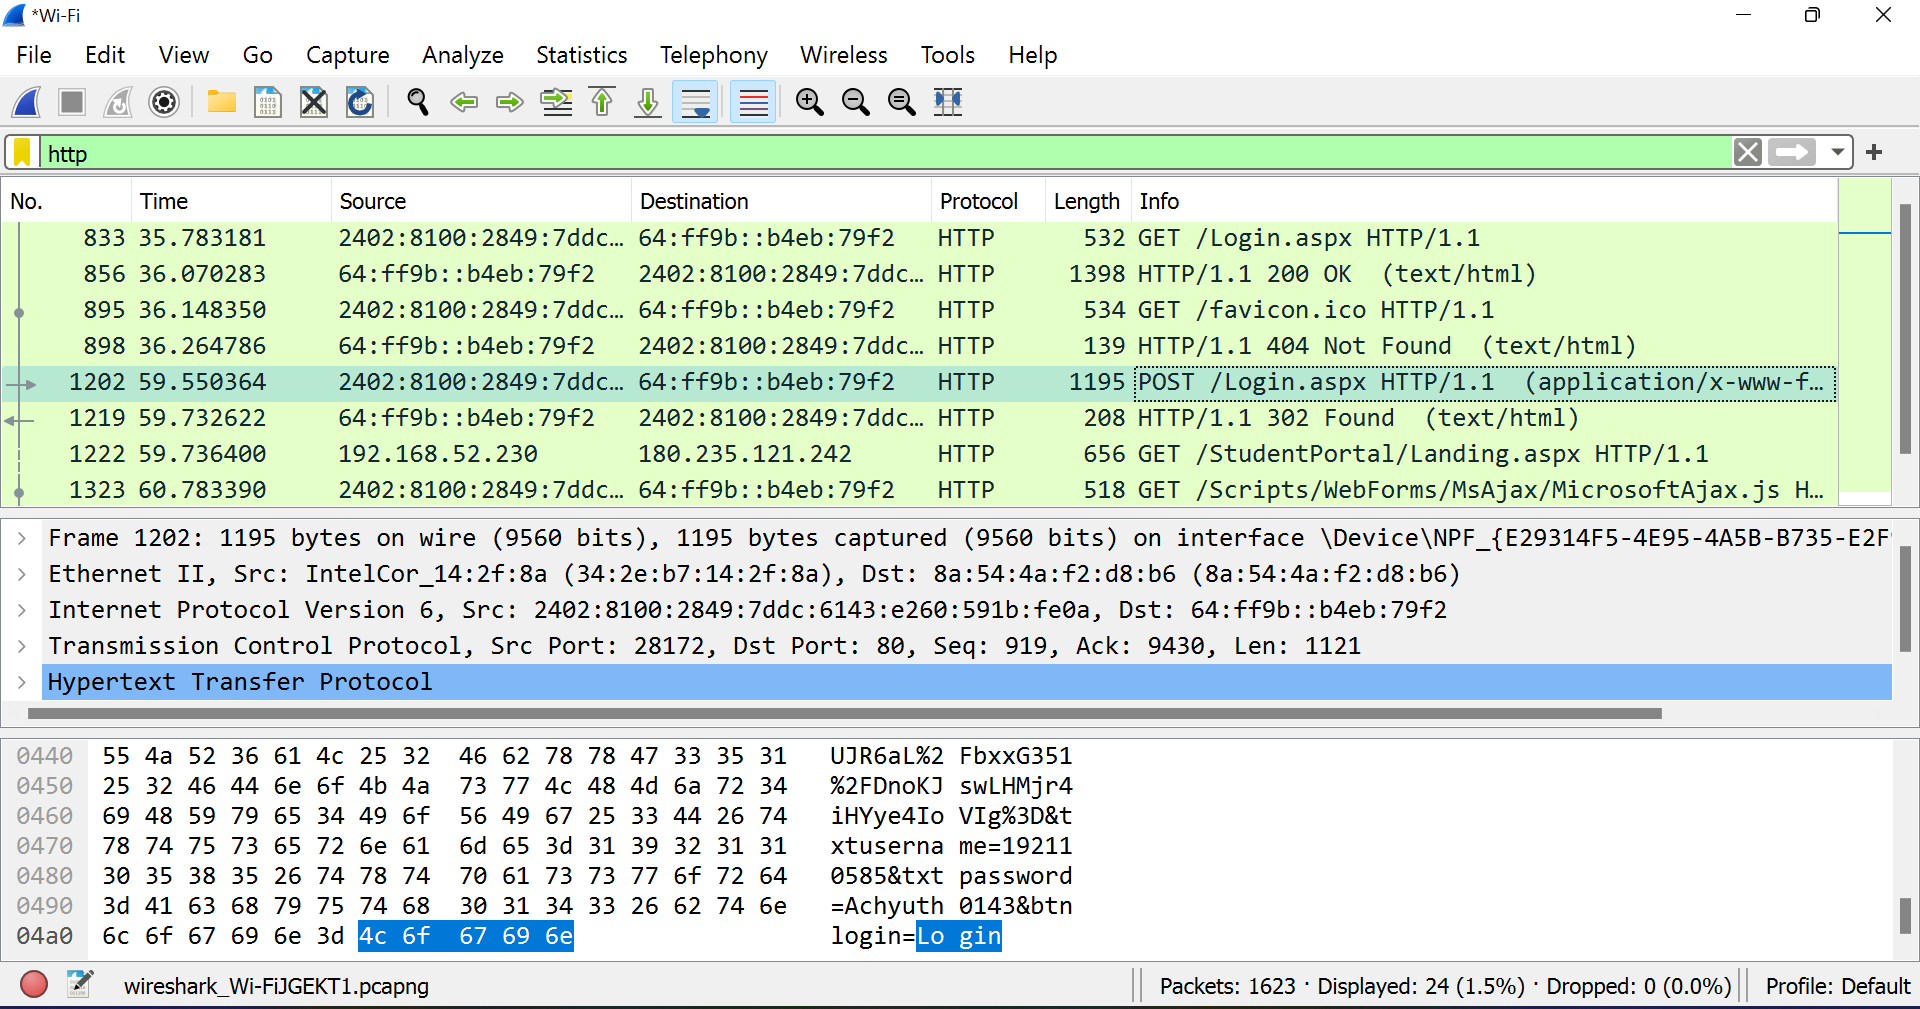 *Wi-Fi
File Edit View Go Capture Analyze Statistics Telephony Wireless Tools Help
http
No. Time Source Destination Protocol Length Info
833 35.783181 2402:8100:2849:7ddc… 64:ff9b::b4eb:79f2 HTTP 532 GET /Login.aspx HTTP/1.1
856 36.070283 64:ff9b::b4eb:79f2 2402:8100:2849:7ddc… HTTP 1398 HTTP/1.1 200 OK (text/html)
895 36.148350 2402:8100:2849:7ddc… 64:ff9b::b4eb:79f2 HTTP 534 GET /favicon.ico HTTP/1.1
898 36.264786 64:ff9b::b4eb:79f2 2402:8100:2849:7ddc… HTTP 139 HTTP/1.1 404 Not Found (text/html)
1202 59.550364 2402:8100:2849:7ddc… 64:ff9b::b4eb:79f2 HTTP 1195 POST /Login.aspx HTTP/1.1 (application/x-www-f…
1219 59.732622 64:ff9b::b4eb:79f2 2402:8100:2849:7ddc… HTTP 208 HTTP/1.1 302 Found (text/html)
1222 59.736400 192.168.52.230 180.235.121.242 HTTP 656 GET /StudentPortal/Landing.aspx HTTP/1.1
1323 60.783390 2402:8100:2849:7ddc… 64:ff9b::b4eb:79f2 HTTP 518 GET /Scripts/WebForms/MsAjax/MicrosoftAjax.js H…
Frame 1202: 1195 bytes on wire (9560 bits), 1195 bytes captured (9560 bits) on interface \Device\NPF_{E29314F5-4E95-4A5B-B735-E2F
Ethernet II, Src: IntelCor_14:2f:8a (34:2e:b7:14:2f:8a), Dst: 8a:54:4a:f2:d8:b6 (8a:54:4a:f2:d8:b6)
Internet Protocol Version 6, Src: 2402:8100:2849:7ddc:6143:e260:591b:fe0a, Dst: 64:ff9b::b4eb:79f2
Transmission Control Protocol, Src Port: 28172, Dst Port: 80, Seq: 919, Ack: 9430, Len: 1121
Hypertext Transfer Protocol
0440 55 4a 52 36 61 4c 25 32 46 62 78 78 47 33 35 31 UJR6aL%2 FbxxG351
0450 25 32 46 44 6e 6f 4b 4a 73 77 4c 48 4d 6a 72 34 %2FDnoKJ swLHMjr4
0460 69 48 59 79 65 34 49 6f 56 49 67 25 33 44 26 74 iHYye4Io VIg%3D&t
0470 78 74 75 73 65 72 6e 61 6d 65 3d 31 39 32 31 31 xtuserna me=19211
0480 30 35 38 35 26 74 78 74 70 61 73 73 77 6f 72 64 0585&txt password
0490 3d 41 63 68 79 75 74 68 30 31 34 33 26 62 74 6e =Achyuth 0143&btn
04a0 6c 6f 67 69 6e 3d 4c 6f 67 69 6e login=Lo gin
wireshark_Wi-FiJGEKT1.pcapng Packets: 1623 · Displayed: 24 (1.5%) · Dropped: 0 (0.0%) Profile: Default